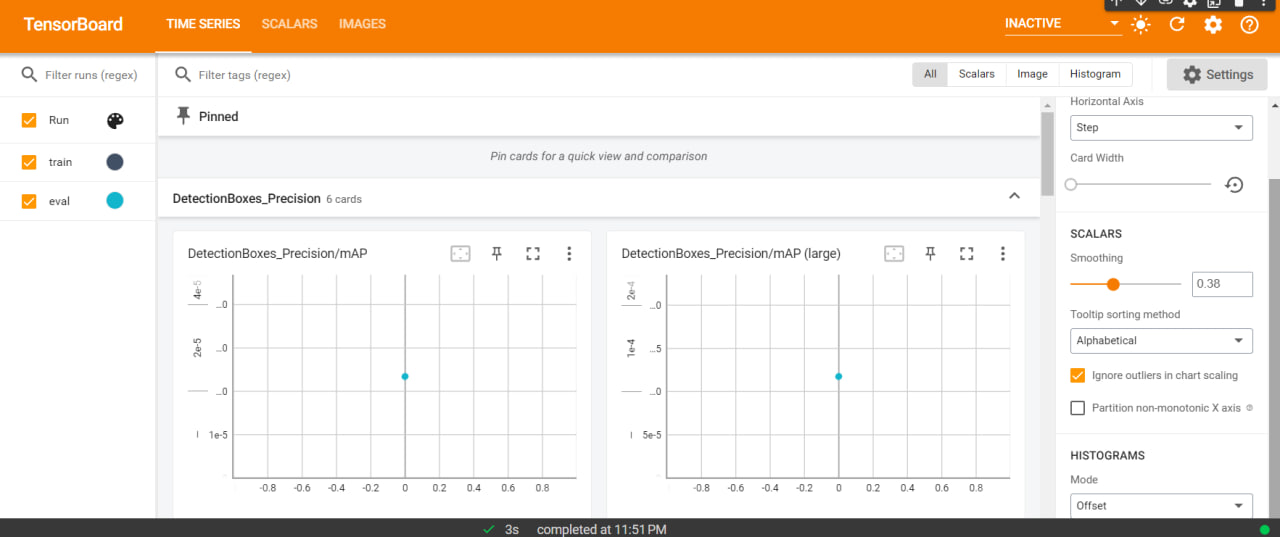 TensorBoard TIME SERIES SCALARS IMAGES INACTIVE
Filter runs (regex) Filter tags (regex) All Scalars Image Histogram Settings
Run
train
eval
Pinned
Pin cards for a quick view and comparison
DetectionBoxes_Precision 6 cards
DetectionBoxes_Precision/mAP
4e-5
2e-5
…0
…0
…0
1e-5
-0.8 -0.6 -0.4 -0.2 0 0.2 0.4 0.6 0.8
DetectionBoxes_Precision/mAP (large)
2e-4
1e-4
…0
…5
…0
5e-5
-0.8 -0.6 -0.4 -0.2 0 0.2 0.4 0.6 0.8
Horizontal Axis
Step
Card Width
SCALARS
Smoothing
0.38
Tooltip sorting method
Alphabetical
Ignore outliers in chart scaling
Partition non-monotonic X axis
HISTOGRAMS
Mode
Offset
3s completed at 11:51 PM